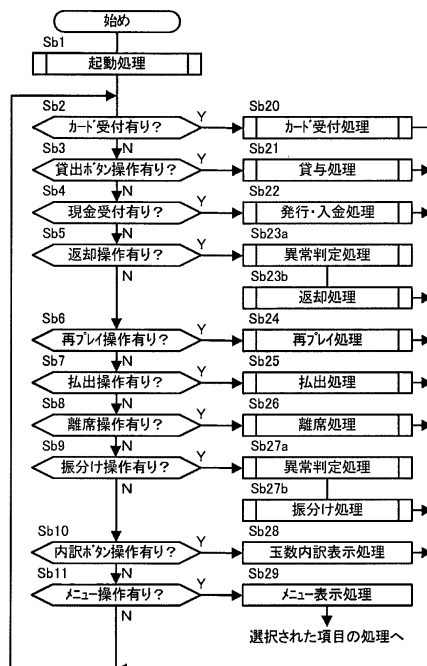 始め
Sb1
起動処理
Sb2
ｶｰﾄﾞ受付有り？
Y
Sb20
ｶｰﾄﾞ受付処理
N
Sb3
貸出ﾎﾞﾀﾝ操作有り？
Y
Sb21
貸与処理
N
Sb4
現金受付有り？
Y
Sb22
発行・入金処理
N
Sb5
返却操作有り？
Y
Sb23a
異常判定処理
N
Sb23b
返却処理
Sb6
再ﾌﾟﾚｲ操作有り？
Y
Sb24
再ﾌﾟﾚｲ処理
N
Sb7
払出操作有り？
Y
Sb25
払出処理
N
Sb8
離席操作有り？
Y
Sb26
離席処理
N
Sb9
振分け操作有り？
Y
Sb27a
異常判定処理
N
Sb27b
振分け処理
Sb10
内訳ﾎﾞﾀﾝ操作有り？
Y
Sb28
玉数内訳表示処理
N
Sb11
ﾒﾆｭｰ操作有り？
Y
Sb29
ﾒﾆｭｰ表示処理
N
選択された項目の処理へ